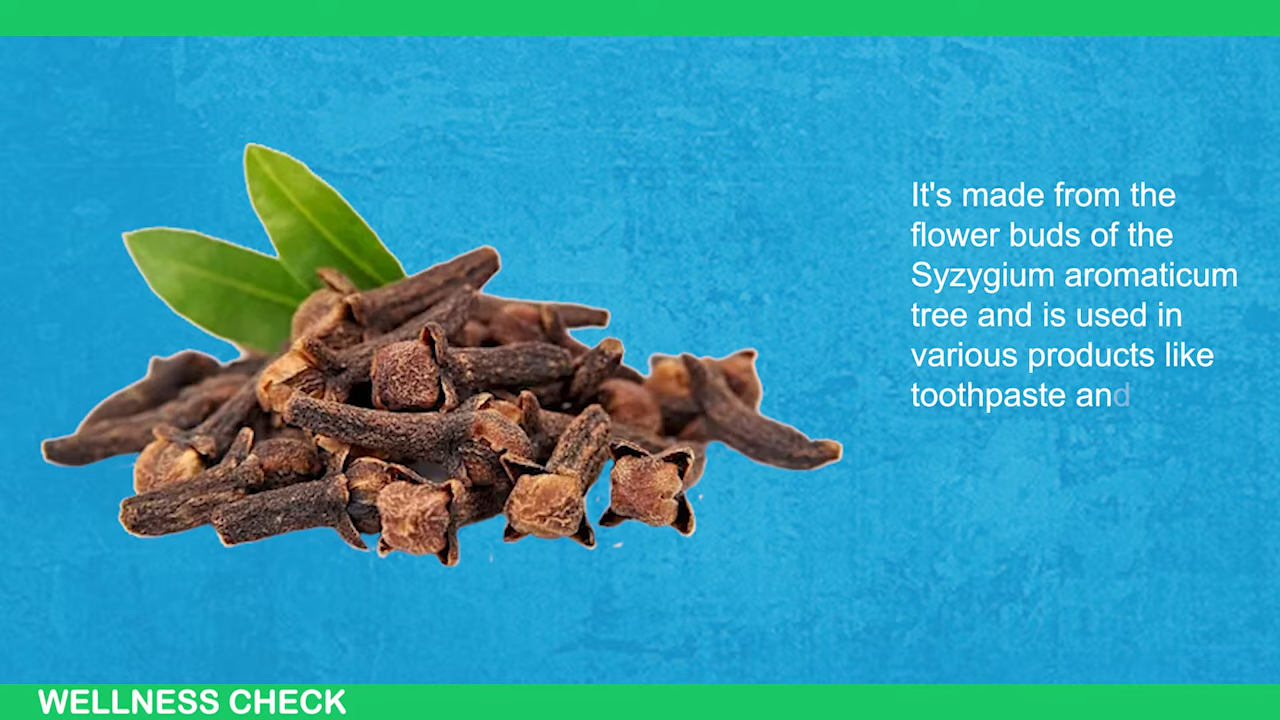 It's made from the
flower buds of the
Syzygium aromaticum
tree and is used in
various products like
toothpaste and
WELLNESS CHECK